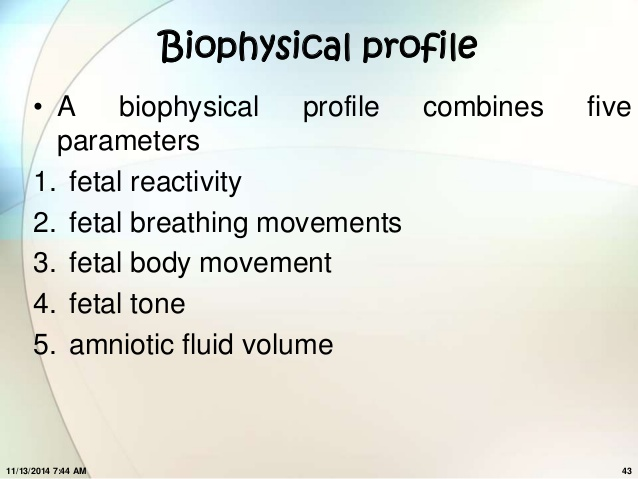 Biophysical profile
• A biophysical profile combines five
parameters
1. fetal reactivity
2. fetal breathing movements
3. fetal body movement
4. fetal tone
5. amniotic fluid volume
11/13/2014 7:44 AM
43